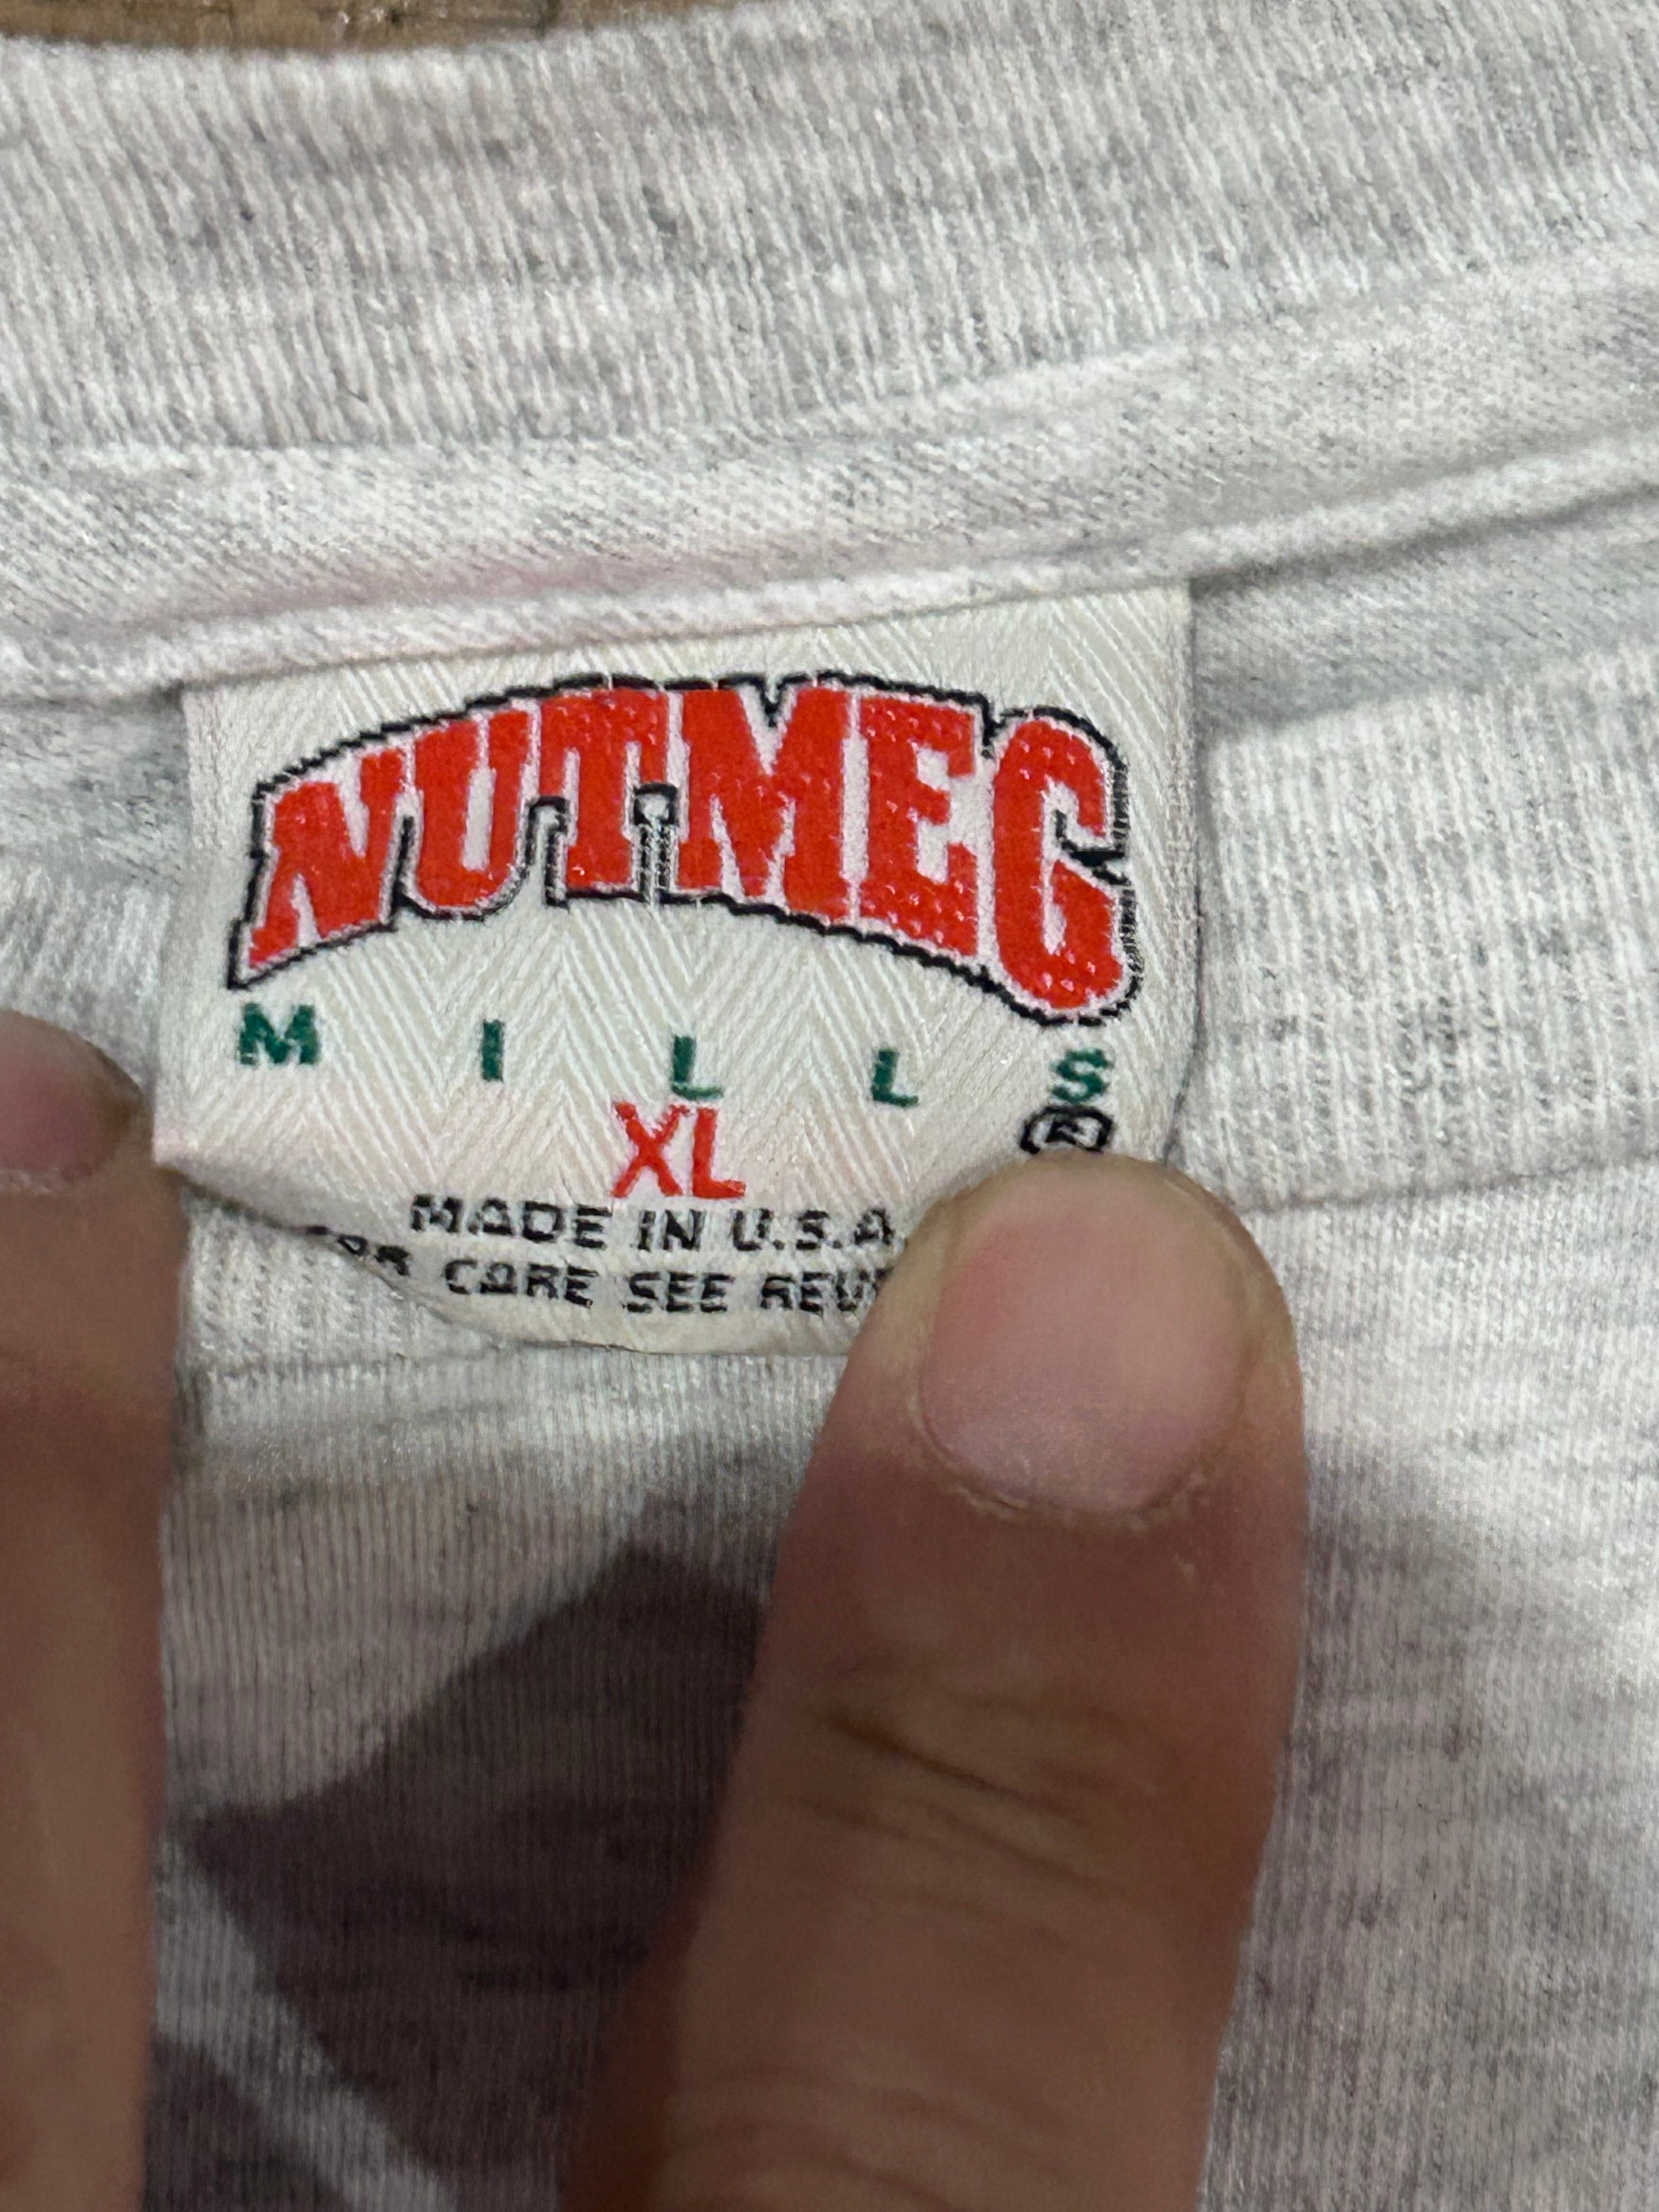 NUTMEG
MILLS
XL
®
MADE IN U.S.A.
CARE SEE